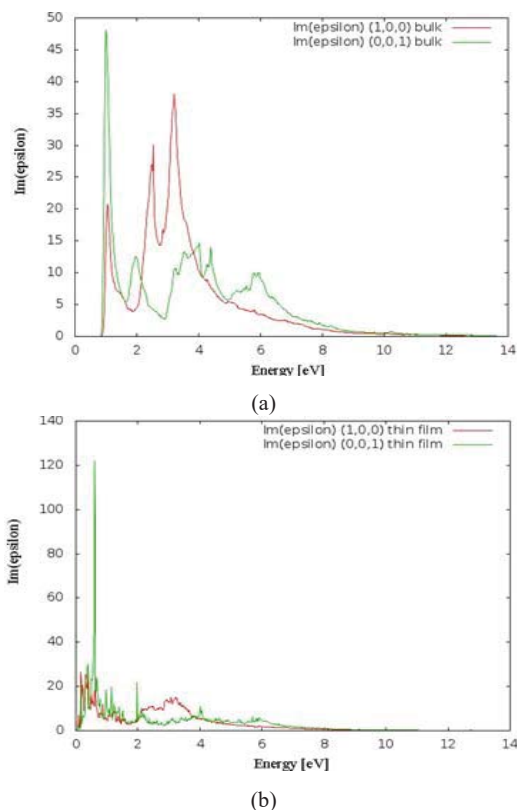 50
45
40
35
30
25
20
15
10
5
0
Im(epsilon)
Im(epsilon) (1,0,0) bulk
Im(epsilon) (0,0,1) bulk
0 2 4 6 8 10 12 14
Energy [eV]
(a)
140
120
100
80
60
40
20
0
Im(epsilon)
Im(epsilon) (1,0,0) thin film
Im(epsilon) (0,0,1) thin film
0 2 4 6 8 10 12 14
Energy [eV]
(b)